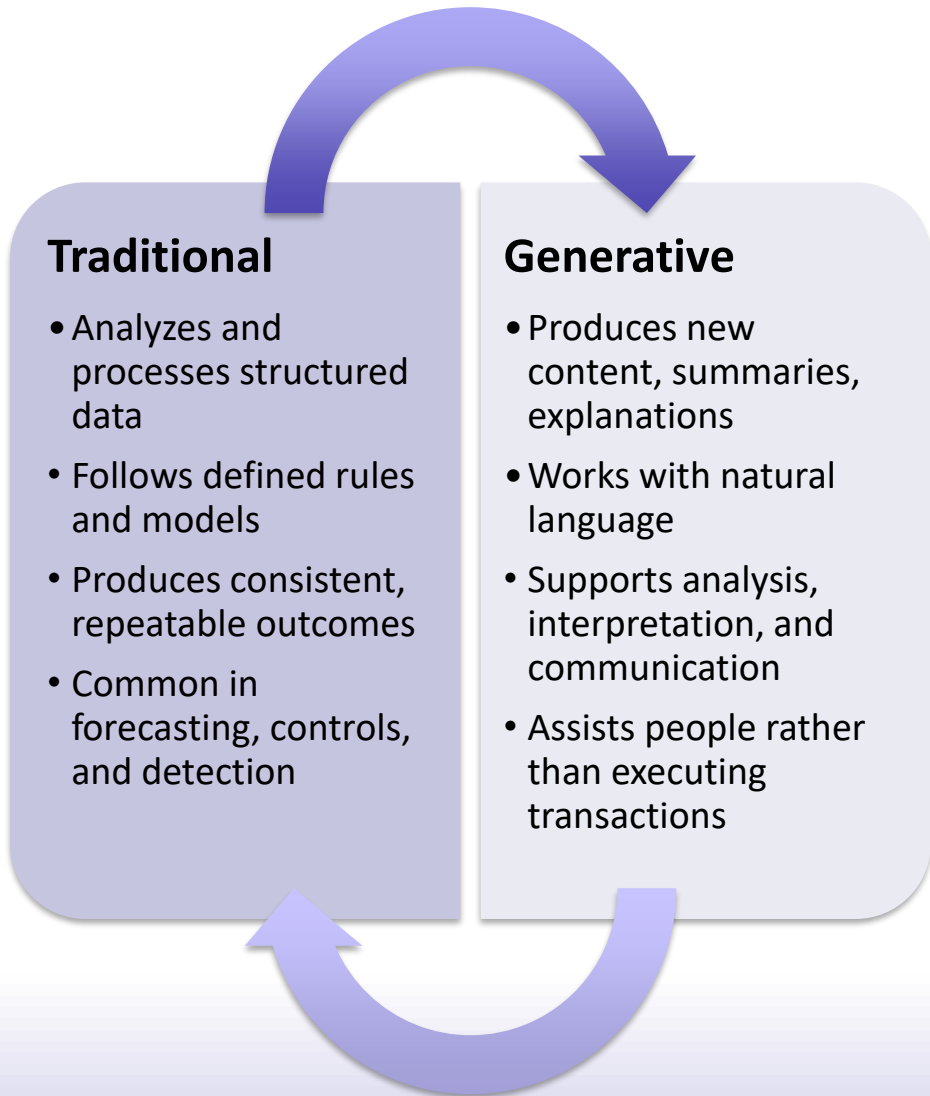 Traditional
• Analyzes and
processes structured
data
• Follows defined rules
and models
• Produces consistent,
repeatable outcomes
• Common in
forecasting, controls,
and detection
Generative
• Produces new
content, summaries,
explanations
• Works with natural
language
• Supports analysis,
interpretation, and
communication
• Assists people rather
than executing
transactions